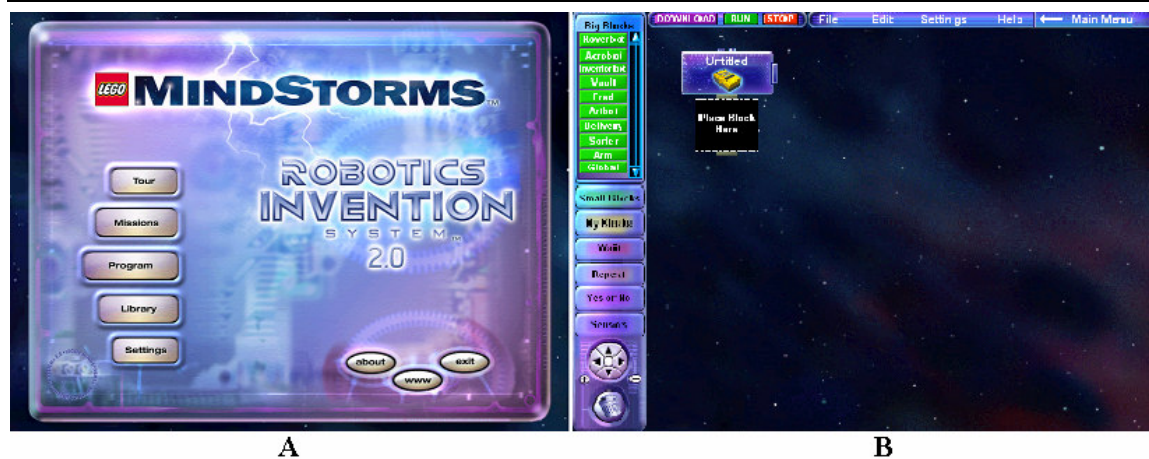 LEGO MINDSTORMS™
ROBOTICS
INVENTION
SYSTEM™
2.0
Tour
Missions
Program
Library
Settings
about
www
exit
A
Big Blocks
Roverbot
Acrobot
Inventorbot
Vault
Fred
Artbot
Delivery
Sorter
Arm
Global
Small Blocks
My Blocks
Wait
Repeat
Yes or No
Sensors
DOWNLOAD RUN STOP File Edit Settings Help Main Menu
Untitled
Place Block
Here
B